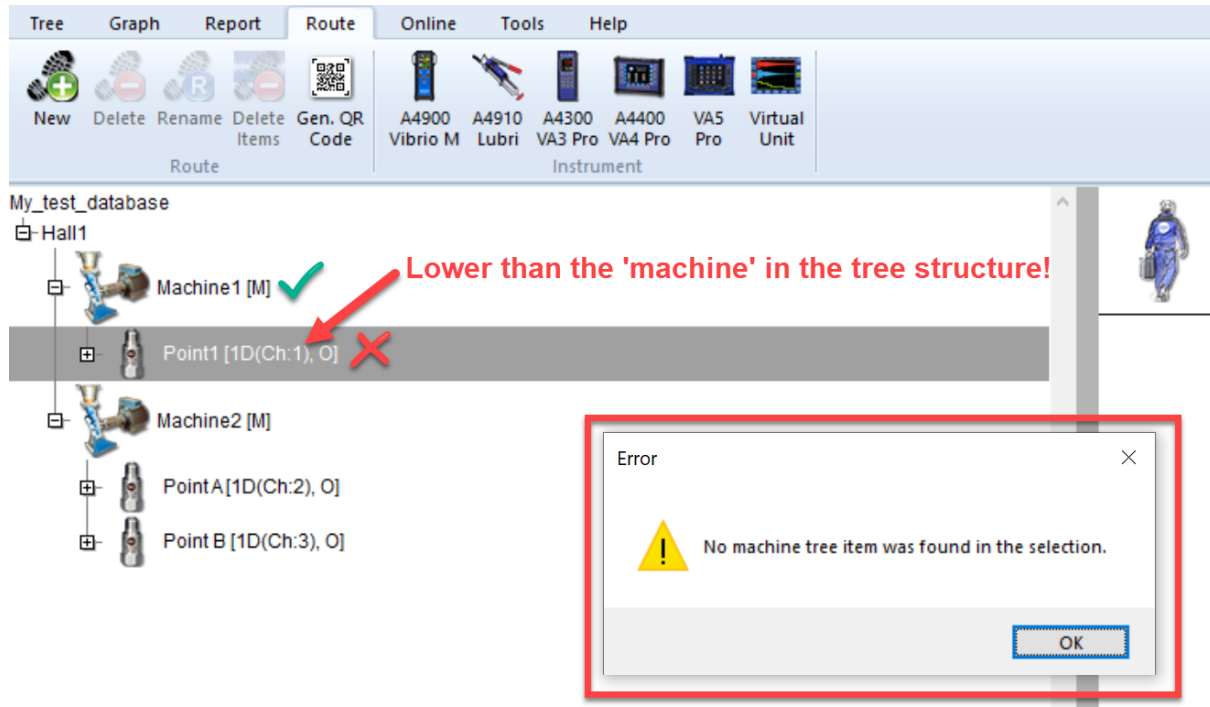 Tree Graph Report Route Online Tools Help
New Delete Rename Delete Items Gen. QR Code A4900 Vibrio M A4910 Lubri A4300 VA3 Pro A4400 VA4 Pro VA5 Pro Virtual Unit
Route Instrument
My_test_database
Hall1
Lower than the 'machine' in the tree structure!
Machine1 [M]
Point1 [1D(Ch:1), O]
Machine2 [M]
Error
Point A[1D(Ch:2), O]
Point B [1D(Ch:3), O]
No machine tree item was found in the selection.
OK